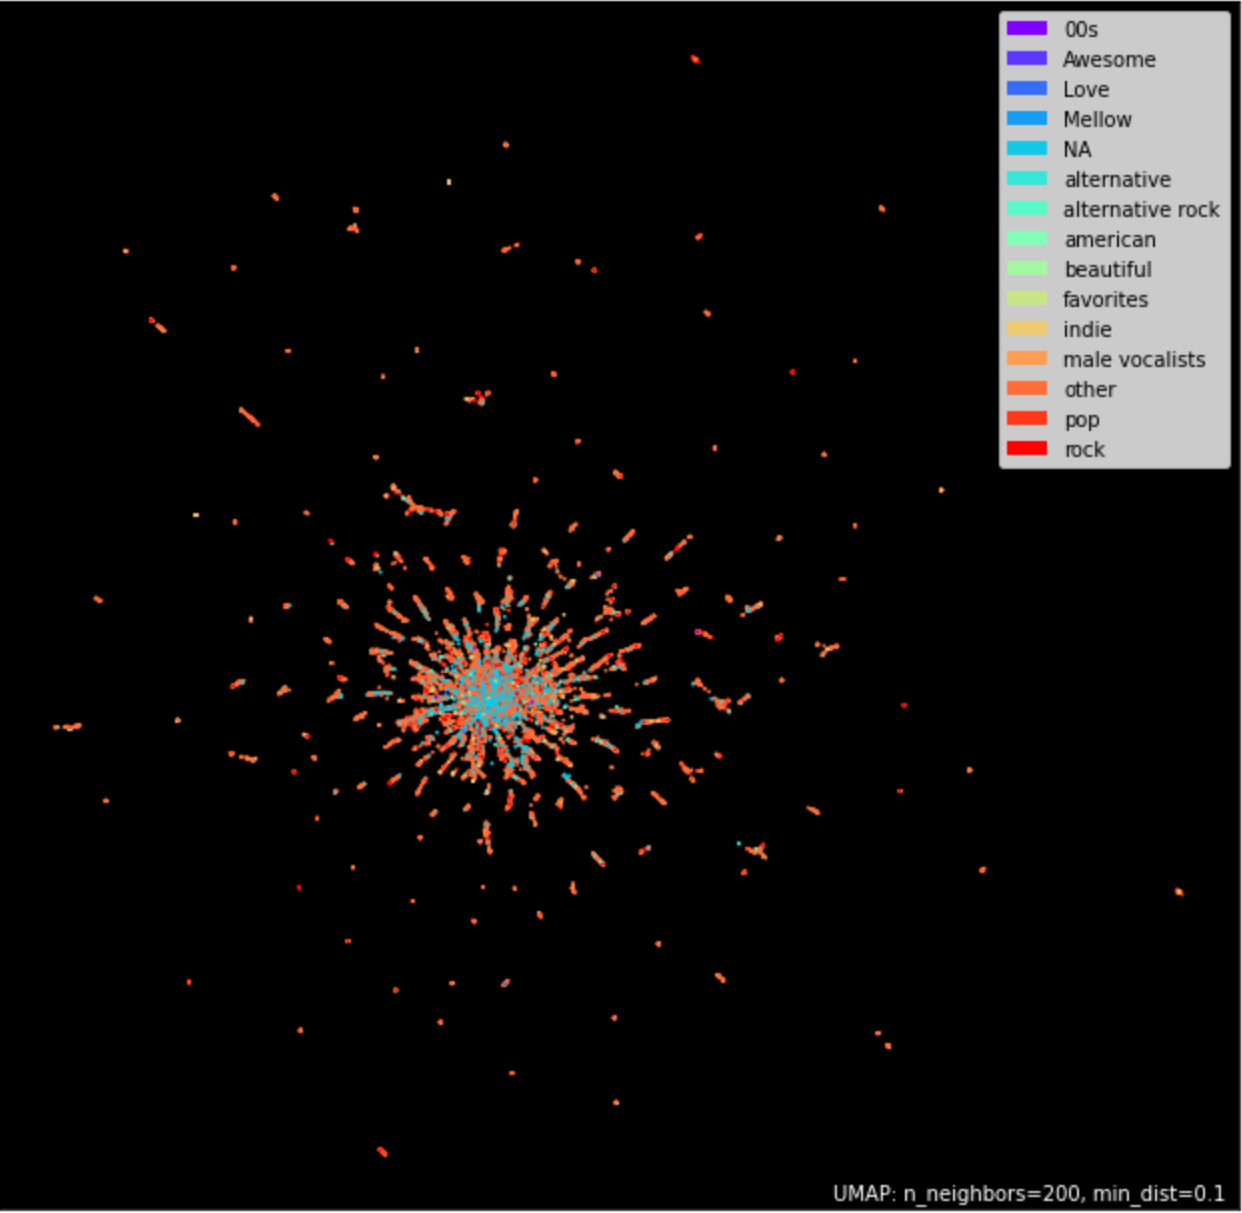 00s
Awesome
Love
Mellow
NA
alternative
alternative rock
american
beautiful
favorites
indie
male vocalists
other
pop
rock
UMAP: n_neighbors=200, min_dist=0.1